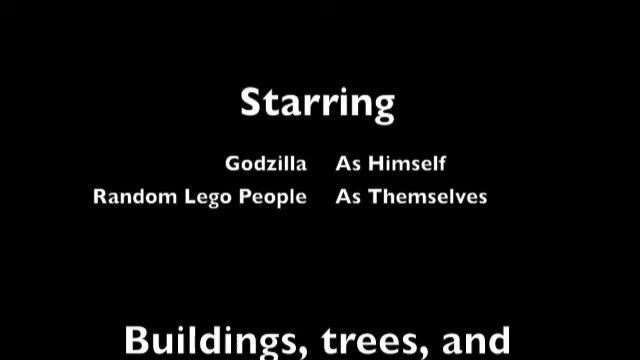 Starring
Godzilla As Himself
Random Lego People As Themselves
Buildings, trees, and